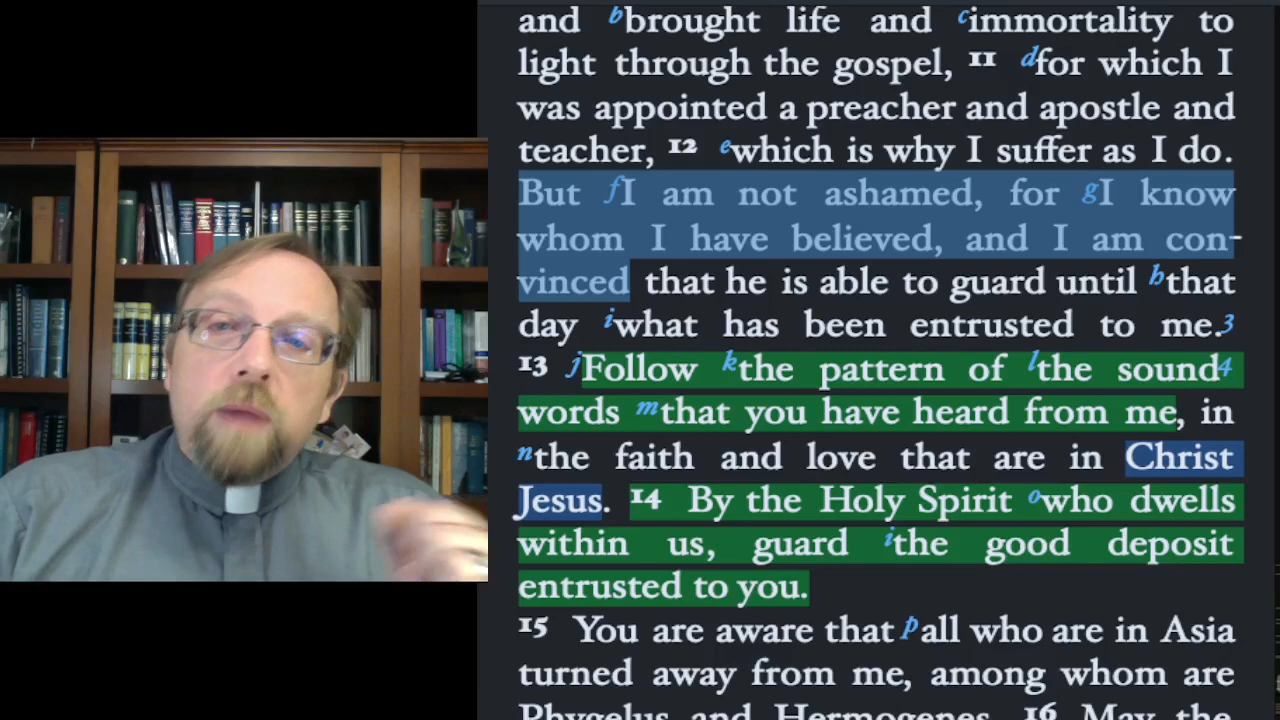 and bbrought life and cimmortality to
light through the gospel, 11 dfor which I
was appointed a preacher and apostle and
teacher, 12 ewhich is why I suffer as I do.
But fI am not ashamed, for gI know
whom I have believed, and I am con-
vinced that he is able to guard until hthat
day iwhat has been entrusted to me.3
13 jFollow kthe pattern of lthe sound4
words mthat you have heard from me, in
nthe faith and love that are in Christ
Jesus. 14 By the Holy Spirit owho dwells
within us, guard ithe good deposit
entrusted to you.
15 You are aware that pall who are in Asia
turned away from me, among whom are
Phygelus and Hermogenes. 16 May the